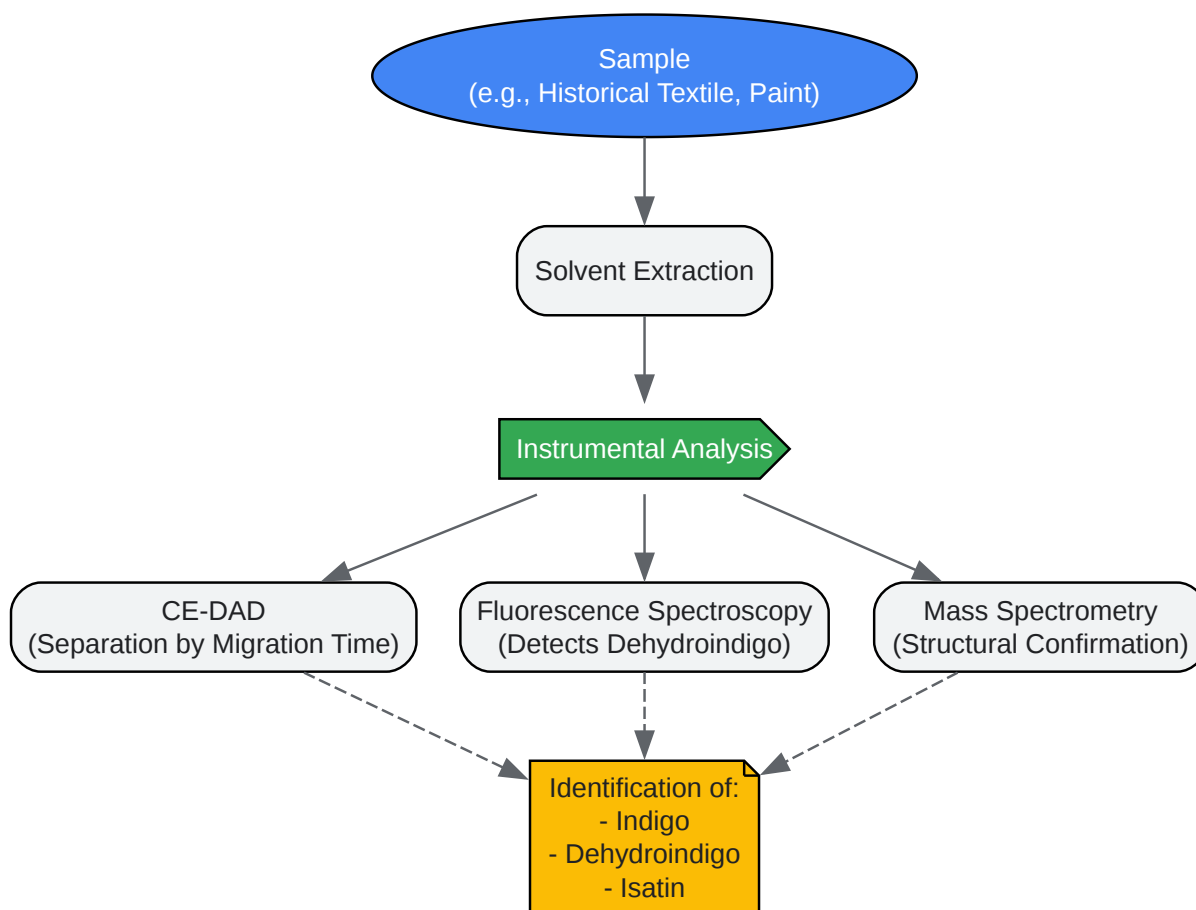 Sample
(e.g., Historical Textile, Paint)
Solvent Extraction
Instrumental Analysis
CE-DAD
(Separation by Migration Time)
Fluorescence Spectroscopy
(Detects Dehydroindigo)
Mass Spectrometry
(Structural Confirmation)
Identification of:
- Indigo
- Dehydroindigo
- Isatin